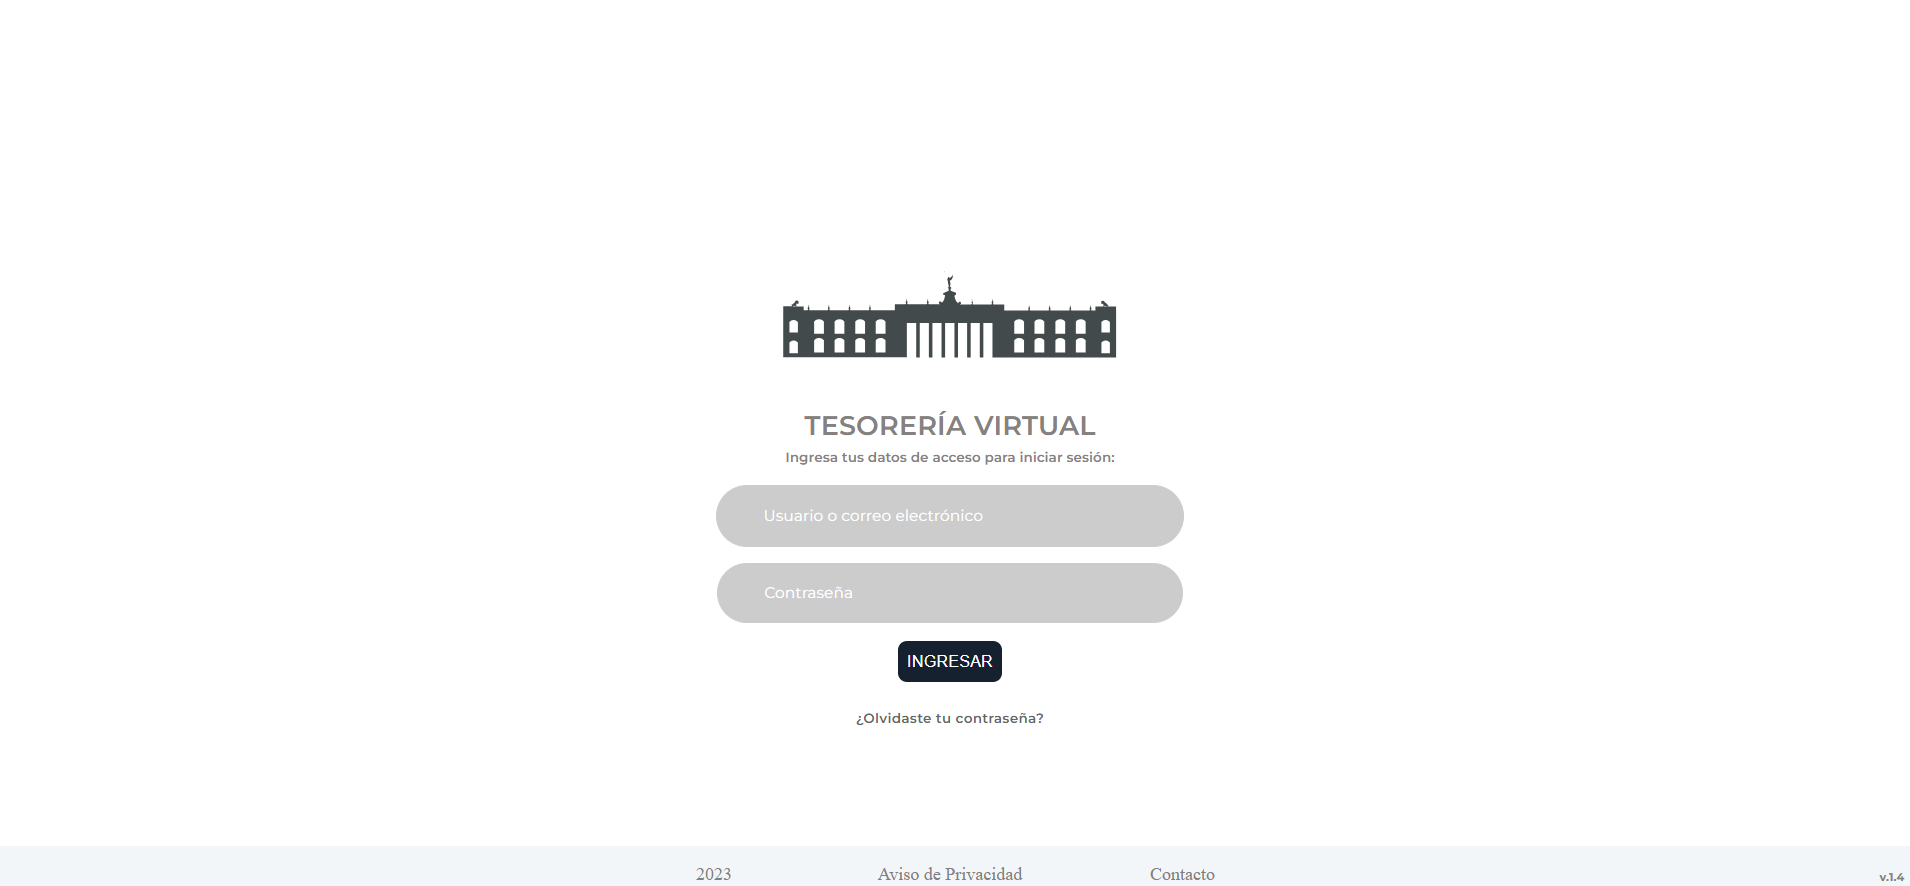 TESORERÍA VIRTUAL
Ingresa tus datos de acceso para iniciar sesión:
Usuario o correo electrónico
Contraseña
INGRESAR
¿Olvidaste tu contraseña?
2023 Aviso de Privacidad Contacto v.1.4